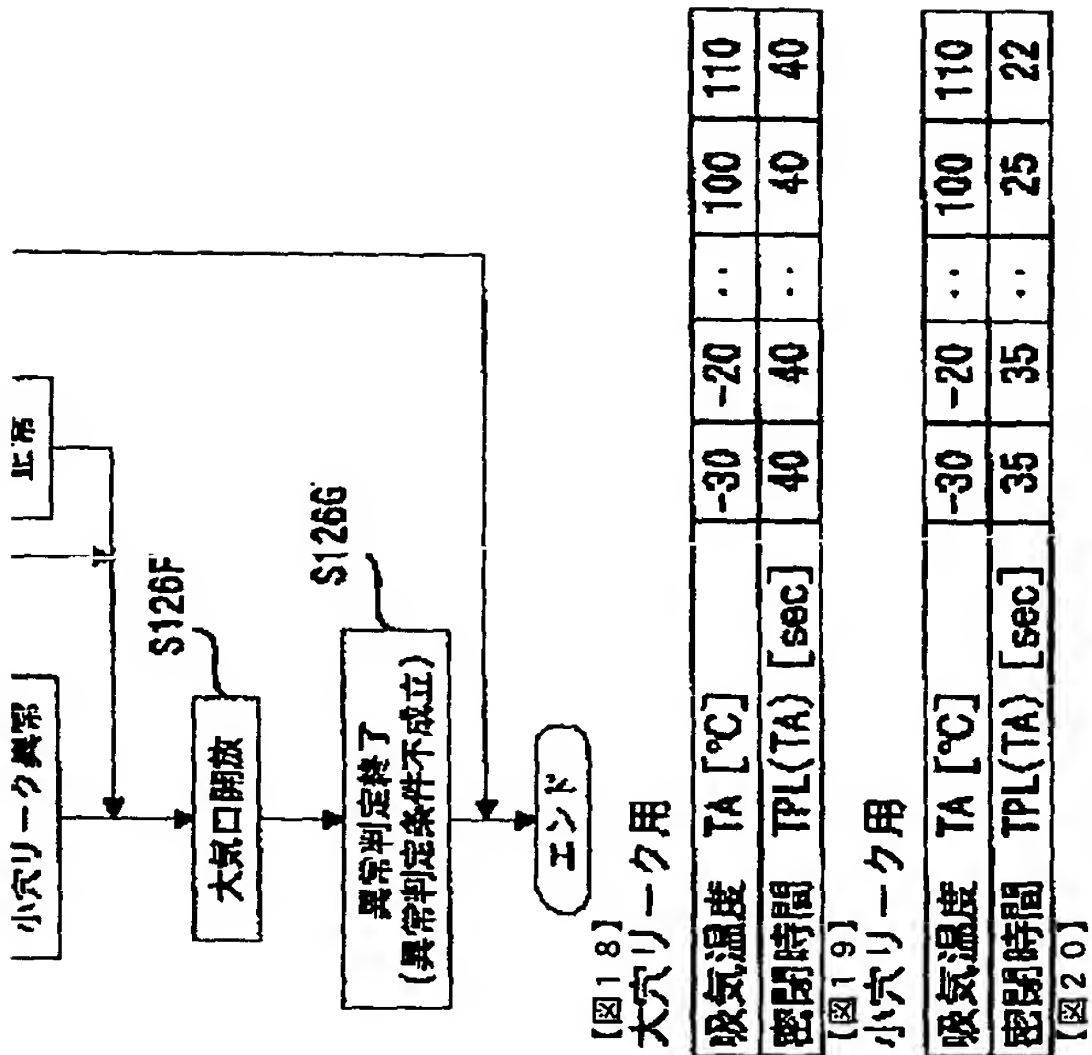 小穴リーク異常
正常
大気口開放
S126F
異常判定終了
(異常判定条件不成立)
S126G
エンド
【図18】
大穴リーク用
吸気温度 TA [℃] -30 -20 ‥ 100 110
密閉時間 TPL(TA) [sec] 40 40 ‥ 40 40
【図19】
小穴リーク用
吸気温度 TA [℃] -30 -20 ‥ 100 110
密閉時間 TPL(TA) [sec] 35 35 ‥ 25 22
【図20】